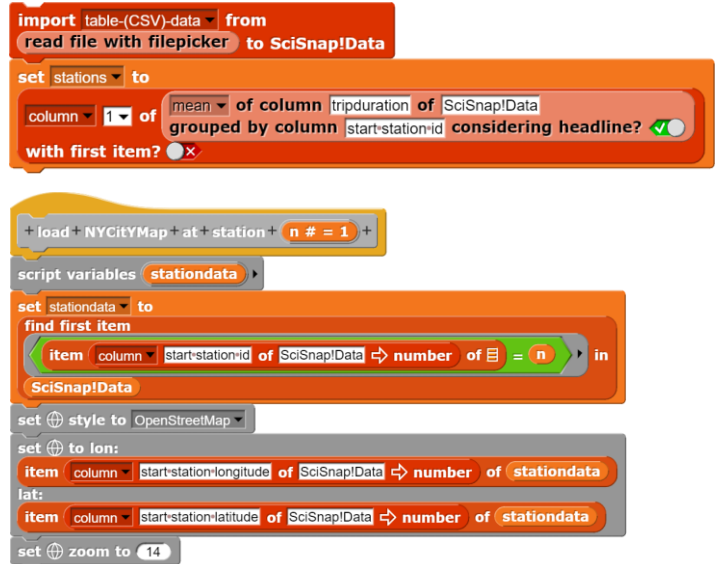 import table-(CSV)-data from
read file with filepicker to SciSnap!Data
set stations to
column 1 of mean of column tripduration of SciSnap!Data
grouped by column start station id considering headline?
with first item?
+ load + NYCitYMap + at + station + n # = 1 +
script variables stationdata
set stationdata to
find first item
item column start station id of SciSnap!Data number of = n in
SciSnap!Data
set style to OpenStreetMap
set to lon:
item column start station longitude of SciSnap!Data number of stationdata
lat:
item column start station latitude of SciSnap!Data number of stationdata
set zoom to 14